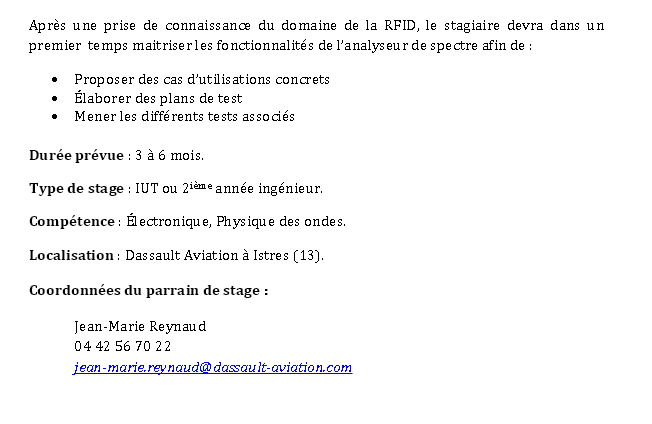 Après une prise de connaissance du domaine de la RFID, le stagiaire devra dans un
premier temps maitriser les fonctionnalités de l'analyseur de spectre afin de :
• Proposer des cas d'utilisations concrets
• Élaborer des plans de test
• Mener les différents tests associés
Durée prévue : 3 à 6 mois.
Type de stage : IUT ou 2ième année ingénieur.
Compétence : Électronique, Physique des ondes.
Localisation : Dassault Aviation à Istres (13).
Coordonnées du parrain de stage :
Jean-Marie Reynaud
04 42 56 70 22
jean-marie.reynaud@dassault-aviation.com